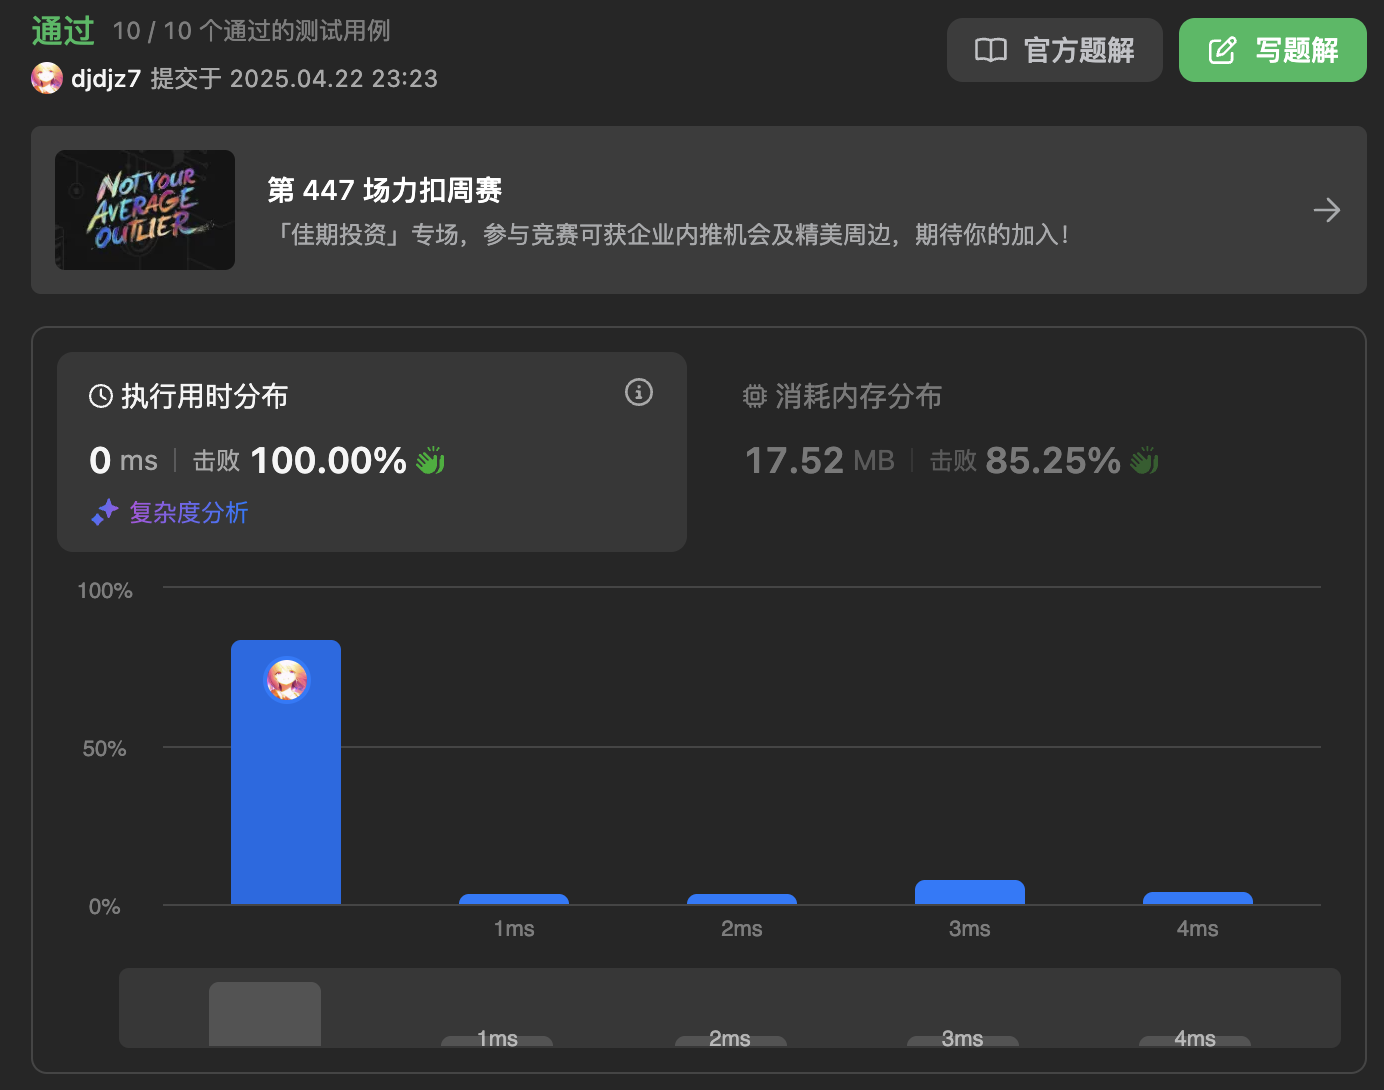 通过 10 / 10 个通过的测试用例
djdjz7 提交于 2025.04.22 23:23
官方题解
写题解
NOT YOUR
AVERAGE
OUTLIER
第 447 场力扣周赛
「佳期投资」专场，参与竞赛可获企业内推机会及精美周边，期待你的加入！
执行用时分布
0 ms 击败 100.00%
复杂度分析
消耗内存分布
17.52 MB 击败 85.25%
100%
50%
0%
1ms 2ms 3ms 4ms
1ms 2ms 3ms 4ms